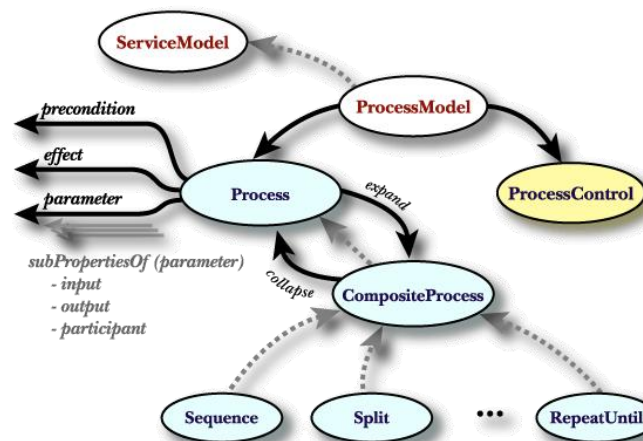 ServiceModel
ProcessModel
precondition
effect
parameter
Process
expand
ProcessControl
subPropertiesOf (parameter)
- input
- output
- participant
collapse
CompositeProcess
Sequence
Split
...
RepeatUntil